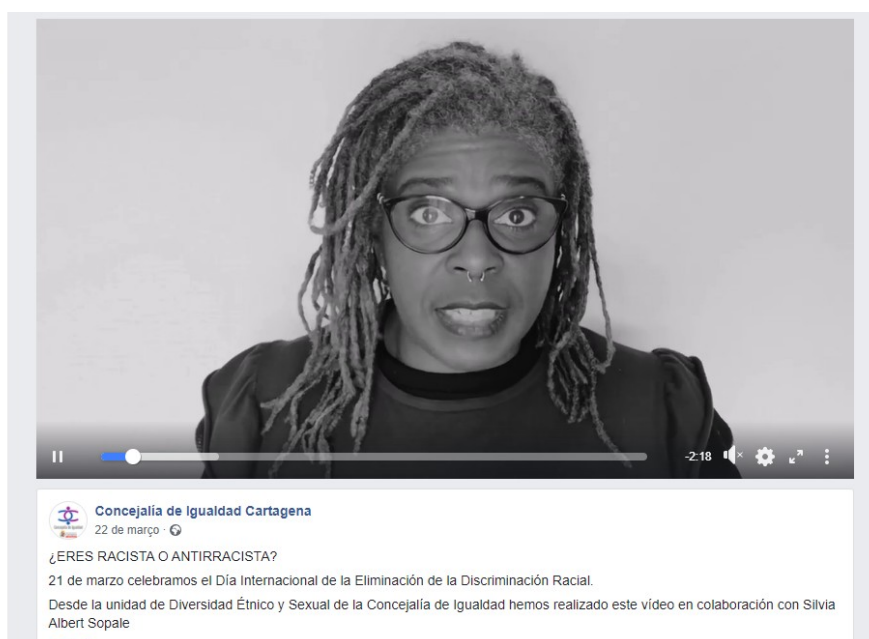 -2:18
Concejalía de Igualdad Cartagena
22 de março ·
¿ERES RACISTA O ANTIRRACISTA?
21 de marzo celebramos el Día Internacional de la Eliminación de la Discriminación Racial.
Desde la unidad de Diversidad Étnico y Sexual de la Concejalía de Igualdad hemos realizado este vídeo en colaboración con Silvia
Albert Sopale